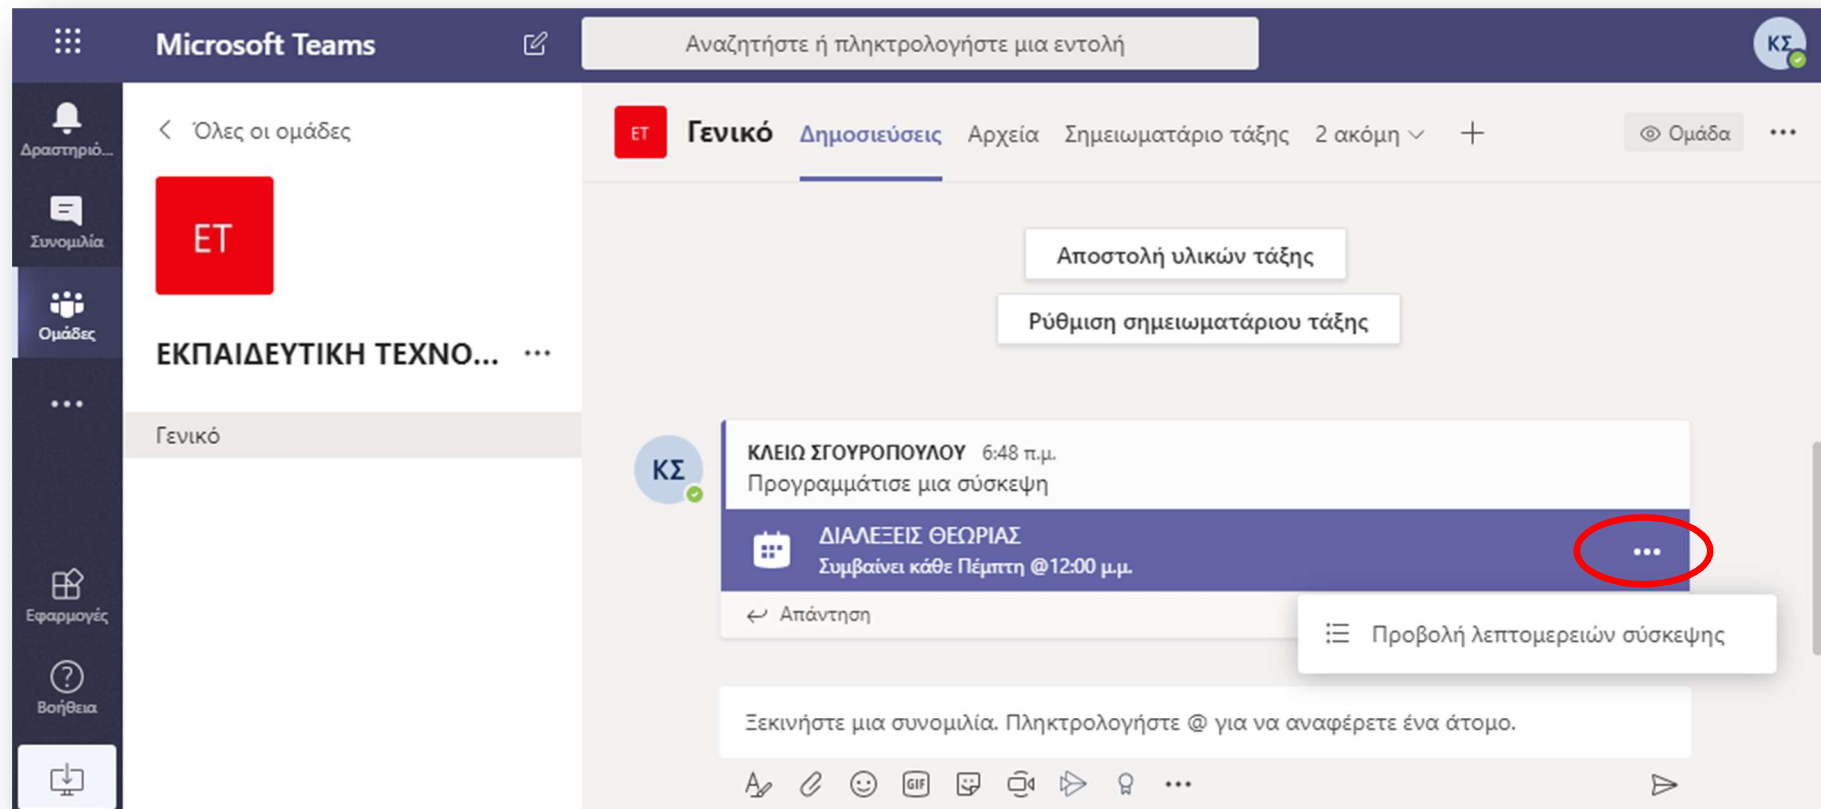 Microsoft Teams
Αναζητήστε ή πληκτρολογήστε μια εντολή
ΚΣ
Δραστηριό...
Συνομιλία
Ομάδες
Εφαρμογές
Βοήθεια
Όλες οι ομάδες
ET
ΕΚΠΑΙΔΕΥΤΙΚΗ ΤΕΧΝΟ... ...
Γενικό
ET Γενικό Δημοσιεύσεις Αρχεία Σημειωματάριο τάξης 2 ακόμη + Ομάδα ...
Αποστολή υλικών τάξης
Ρύθμιση σημειωματάριου τάξης
ΚΣ
ΚΛΕΙΩ ΣΓΟΥΡΟΠΟΥΛΟΥ 6:48 π.μ.
Προγραμμάτισε μια σύσκεψη
ΔΙΑΛΕΞΕΙΣ ΘΕΩΡΙΑΣ
Συμβαίνει κάθε Πέμπτη @12:00 μ.μ.
Απάντηση
Προβολή λεπτομερειών σύσκεψης
Ξεκινήστε μια συνομιλία. Πληκτρολογήστε @ για να αναφέρετε ένα άτομο.
GIF